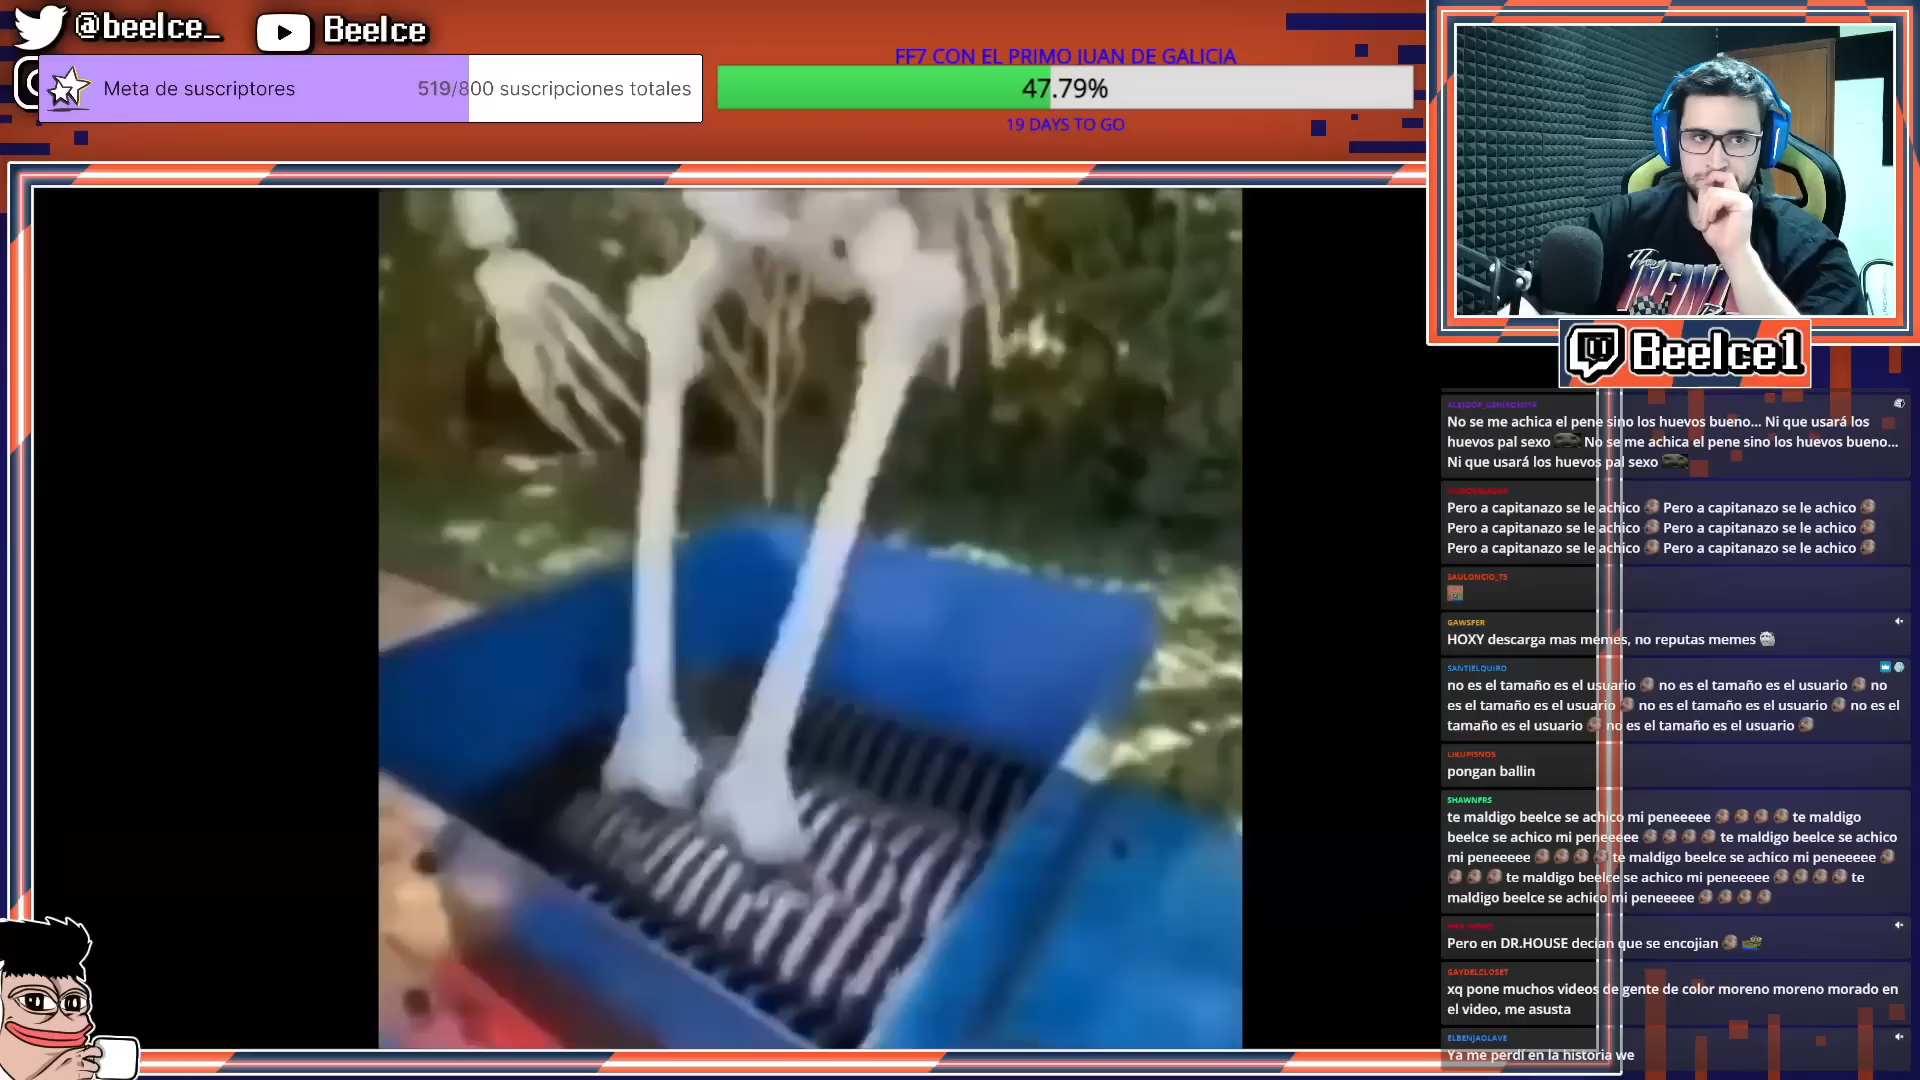 @beelce_
Beelce
Meta de suscriptores
519/800 suscripciones totales
FF7 CON EL PRIMO JUAN DE GALICIA
47.79%
19 DAYS TO GO
The
INFIN
Beelce1
ALEIOOP_USHIROMIYA
No se me achica el pene sino los huevos bueno... Ni que usará los
huevos pal sexo No se me achica el pene sino los huevos bueno...
Ni que usará los huevos pal sexo
Pero a capitanazo se le achico Pero a capitanazo se le achico
Pero a capitanazo se le achico Pero a capitanazo se le achico
Pero a capitanazo se le achico Pero a capitanazo se le achico
SAULONCIO_75
GAWSFER
HOXY descarga mas memes, no reputas memes
SANTIELQUIRO
no es el tamaño es el usuario no es el tamaño es el usuario no
es el tamaño es el usuario no es el tamaño es el usuario no es el
tamaño es el usuario no es el tamaño es el usuario
LIKUPISNOS
pongan ballin
SHAWNFRS
te maldigo beelce se achico mi peneeeee te maldigo
beelce se achico mi peneeeee te maldigo beelce se achico
mi peneeeee te maldigo beelce se achico mi peneeeee
te maldigo beelce se achico mi peneeeee te
maldigo beelce se achico mi peneeeee
Pero en DR.HOUSE decian que se encojian
GAYDELCLOSET
xq pone muchos videos de gente de color moreno moreno morado en
el video, me asusta
ELBENJAOLAVE
Ya me perdí en la historia we